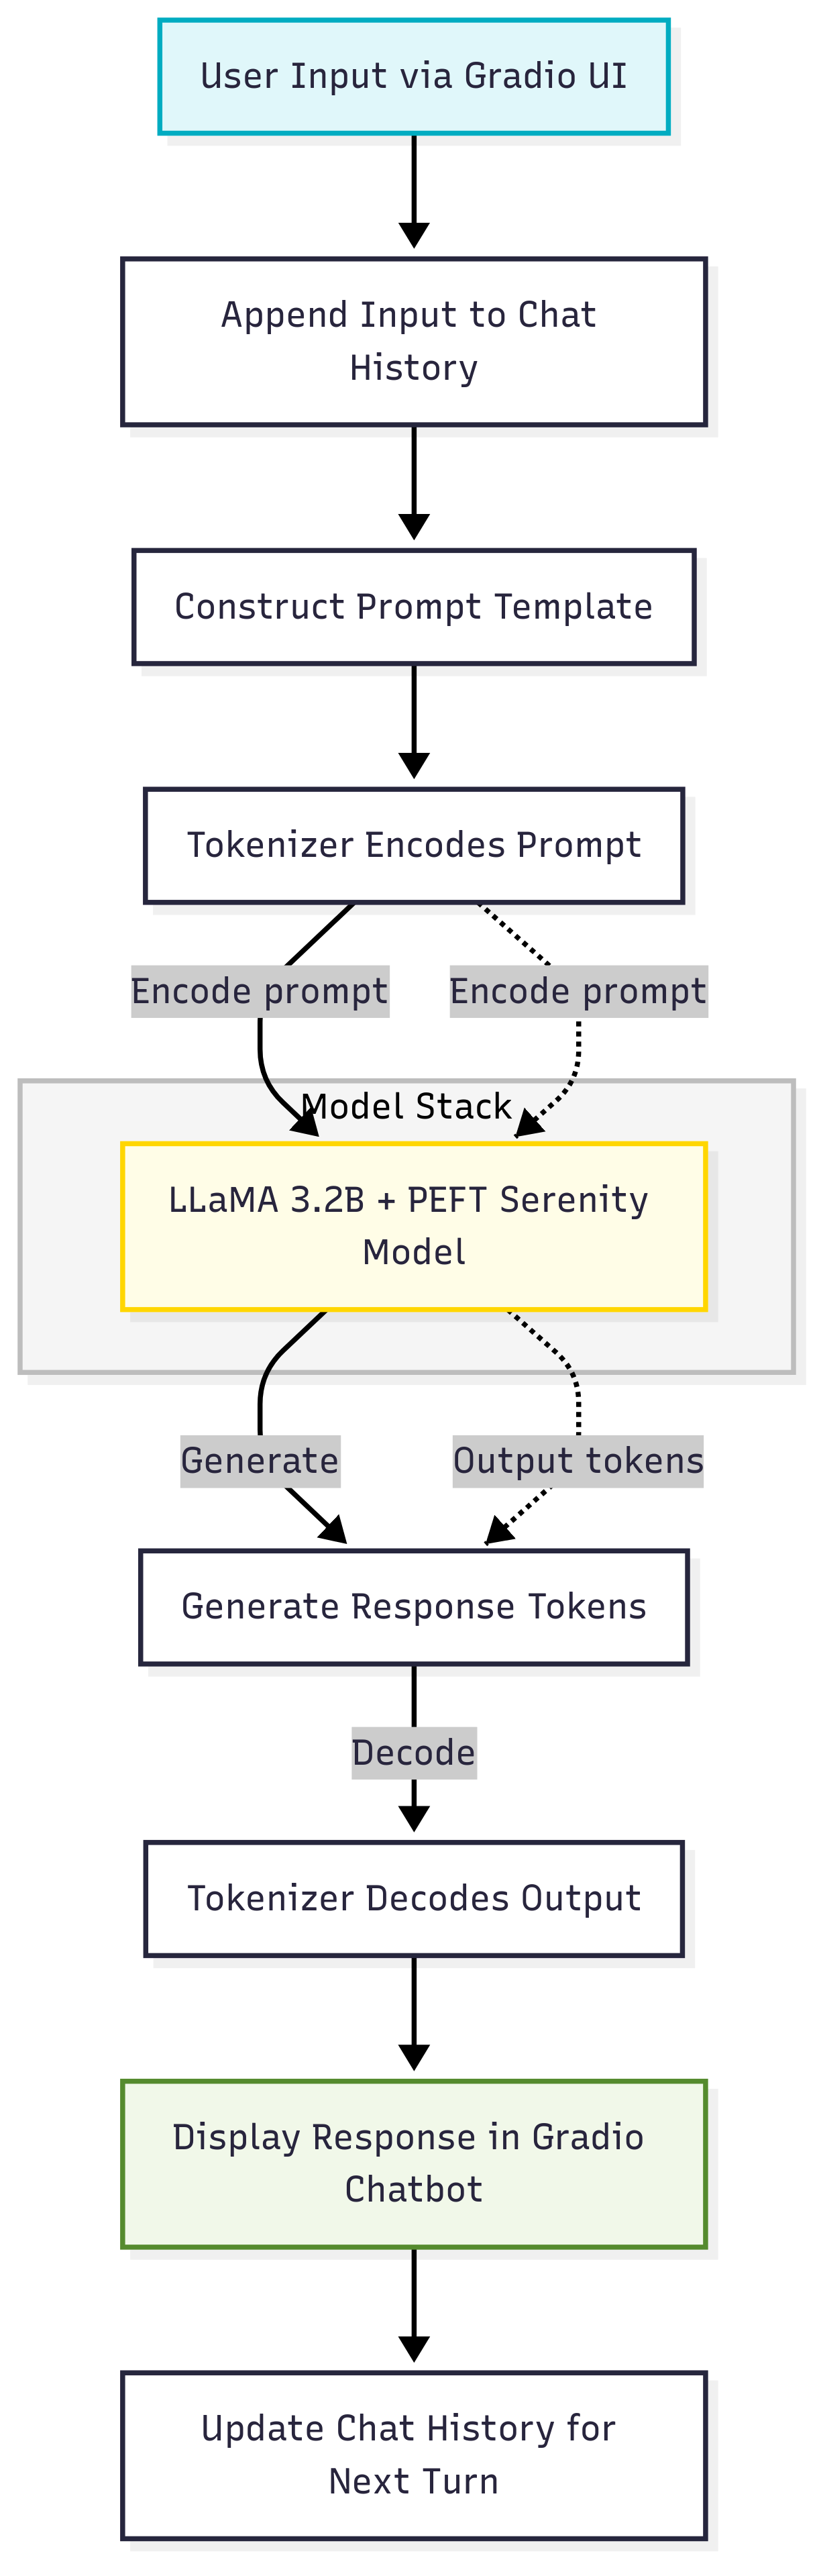 User Input via Gradio UI
Append Input to Chat
History
Construct Prompt Template
Tokenizer Encodes Prompt
Encode prompt
Encode prompt
Model Stack
LLaMA 3.2B + PEFT Serenity
Model
Generate
Output tokens
Generate Response Tokens
Decode
Tokenizer Decodes Output
Display Response in Gradio
Chatbot
Update Chat History for
Next Turn